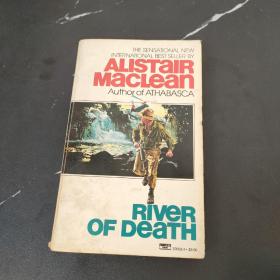 THE SENSATIONAL NEW
INTERNATIONAL BEST SELLER BY
ALISTAIR
MACLEAN
Author of ATHABASCA
RIVER
OF DEATH